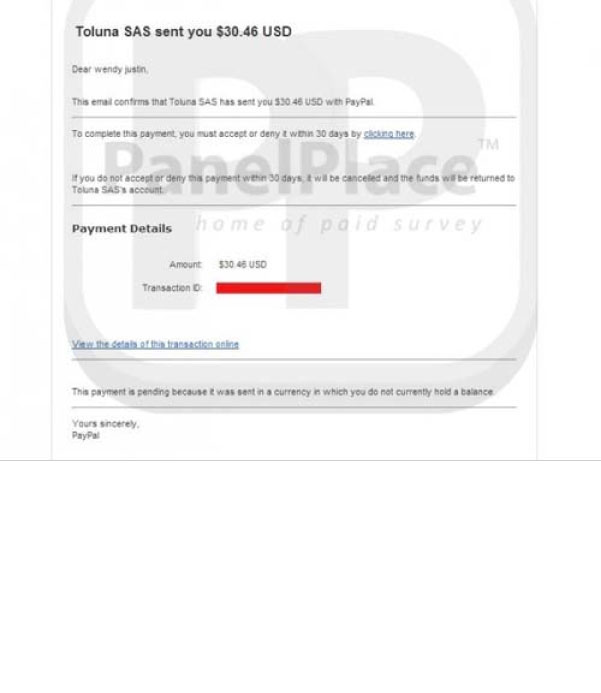 Toluna SAS sent you $30.46 USD
Dear wendy justin,
This email confirms that Toluna SAS has sent you $30.46 USD with PayPal.
To complete this payment, you must accept or deny it within 30 days by clicking here.
PanelPlace TM
If you do not accept or deny this payment within 30 days, it will be cancelled and the funds will be returned to
Toluna SAS's account.
home of paid survey
Payment Details
Amount: $30.46 USD
Transaction ID:
View the details of this transaction online
This payment is pending because it was sent in a currency in which you do not currently hold a balance.
Yours sincerely,
PayPal